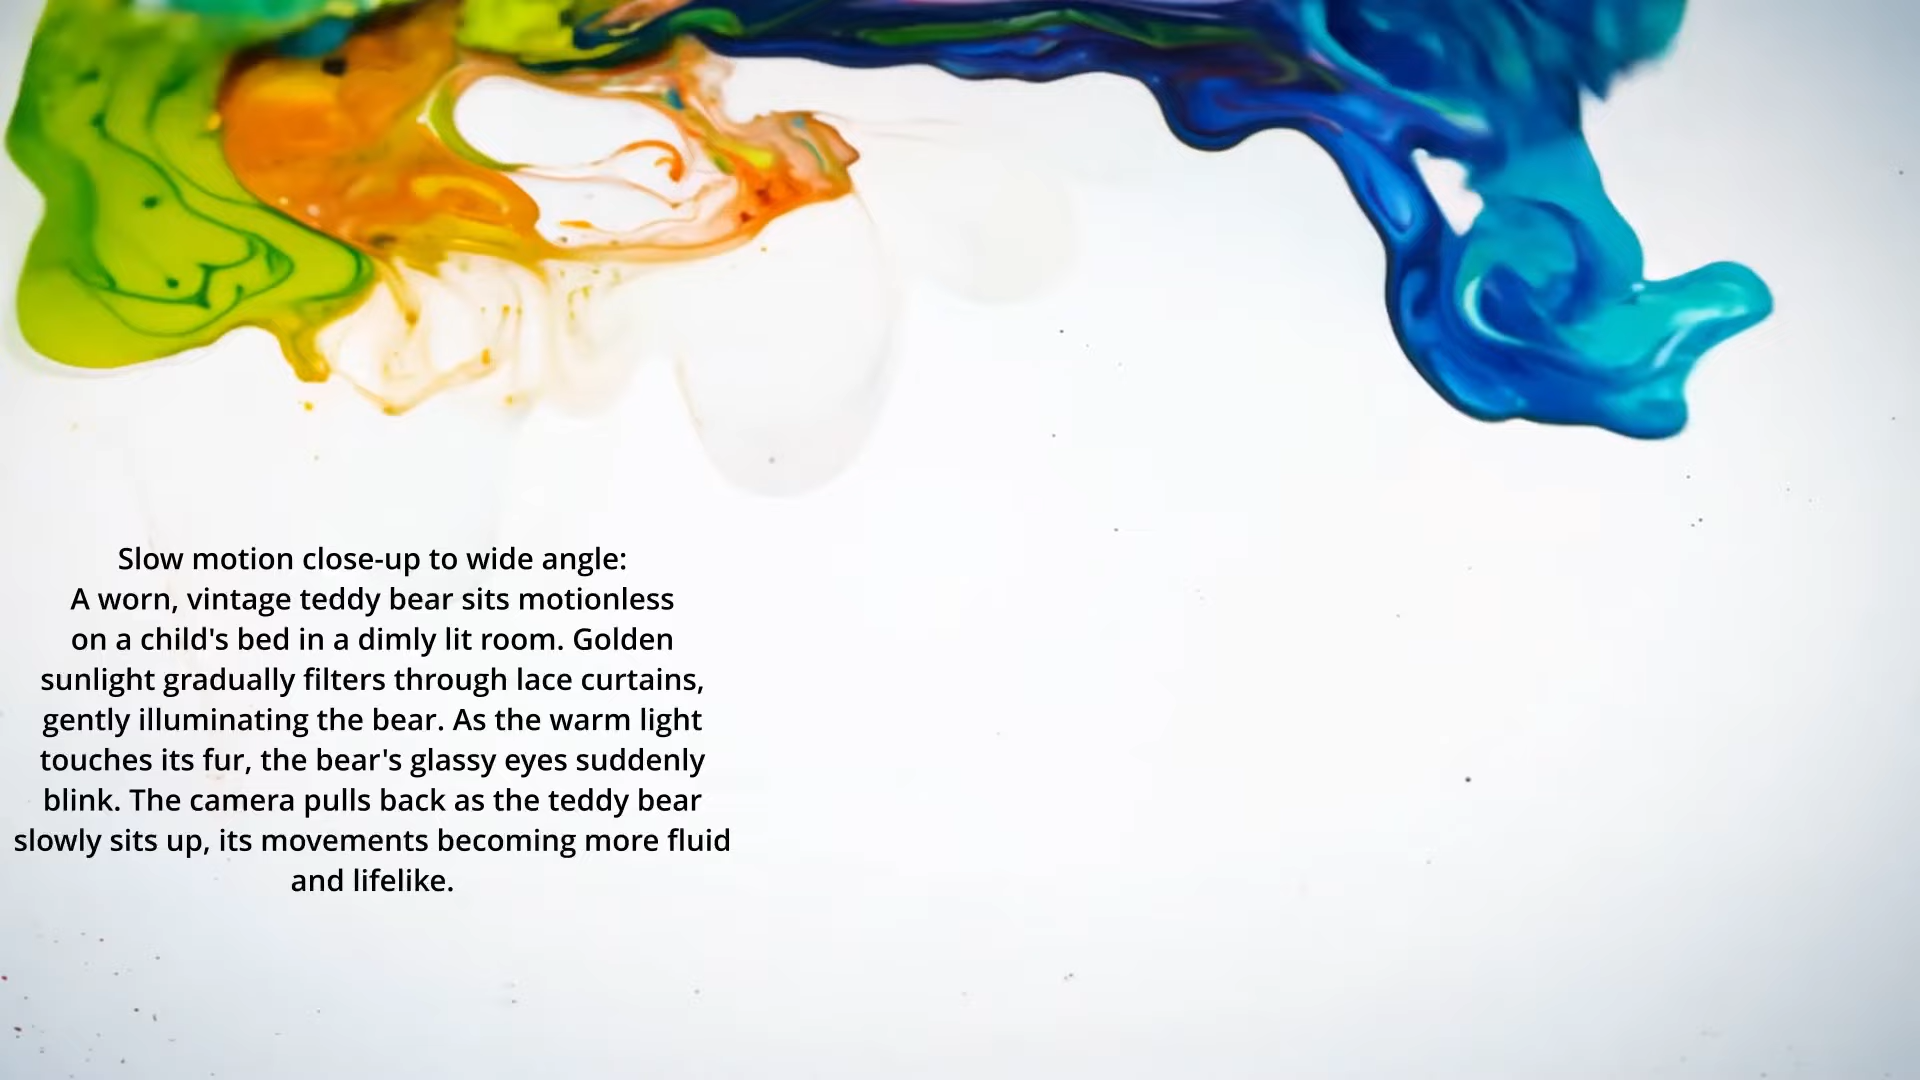 Slow motion close-up to wide angle:
A worn, vintage teddy bear sits motionless
on a child's bed in a dimly lit room. Golden
sunlight gradually filters through lace curtains,
gently illuminating the bear. As the warm light
touches its fur, the bear's glassy eyes suddenly
blink. The camera pulls back as the teddy bear
slowly sits up, its movements becoming more fluid
and lifelike.